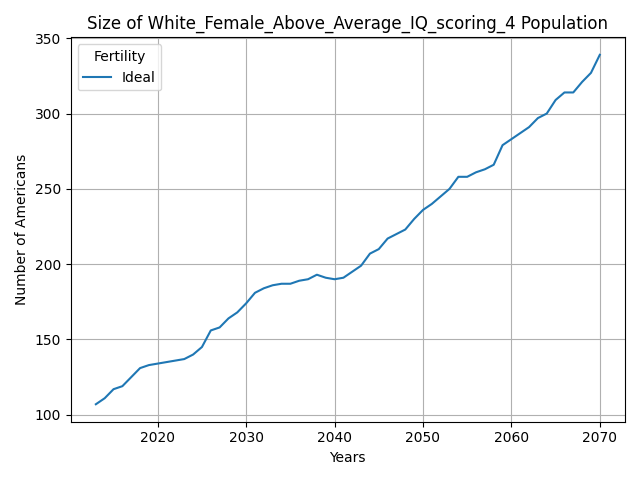 Size of White_Female_Above_Average_IQ_scoring_4 Population
Fertility
Ideal
Number of Americans
350
300
250
200
150
100
2020 2030 2040 2050 2060 2070
Years